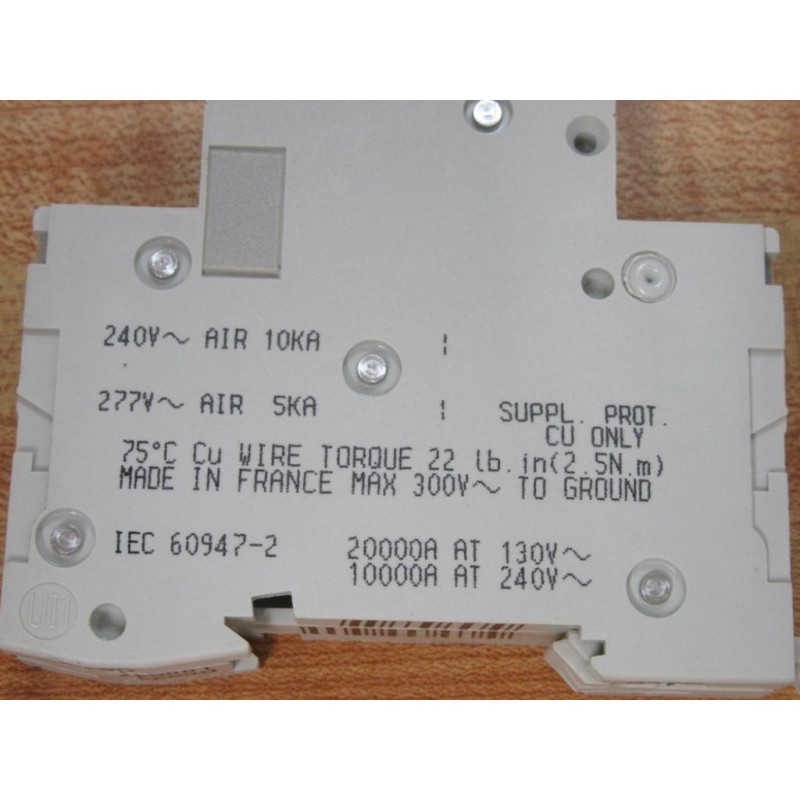 240V~ AIR 10KA
277V~ AIR 5KA
SUPPL. PROT.
CU ONLY
75°C Cu WIRE TORQUE 22 lb.in(2.5N.m)
MADE IN FRANCE MAX 300V~ TO GROUND
IEC 60947-2 20000A AT 130V~
10000A AT 240V~